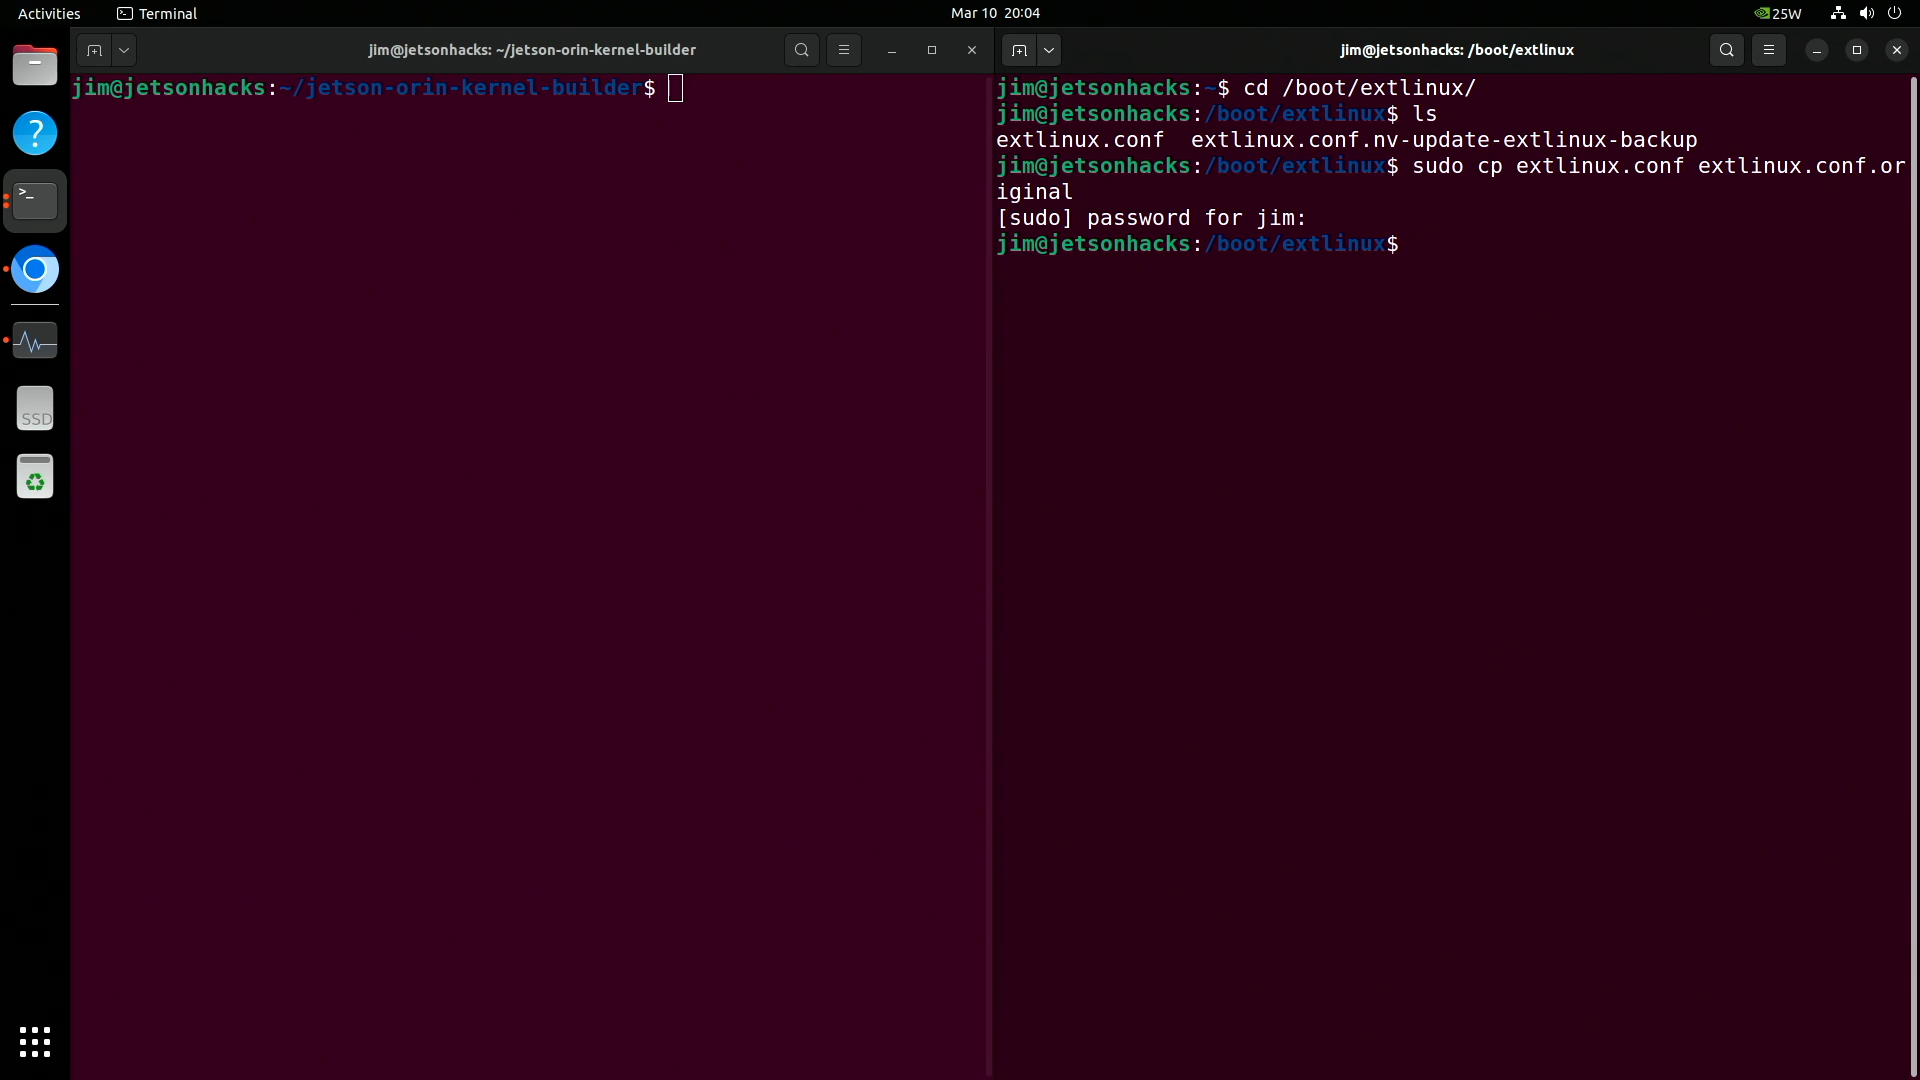 Activities
Terminal
Mar 10 20:04
25W
jim@jetsonhacks: ~/jetson-orin-kernel-builder
jim@jetsonhacks: /boot/extlinux
jim@jetsonhacks:~/jetson-orin-kernel-builder$
jim@jetsonhacks:~$ cd /boot/extlinux/
jim@jetsonhacks:/boot/extlinux$ ls
extlinux.conf  extlinux.conf.nv-update-extlinux-backup
jim@jetsonhacks:/boot/extlinux$ sudo cp extlinux.conf extlinux.conf.or
iginal
[sudo] password for jim:
jim@jetsonhacks:/boot/extlinux$
SSD